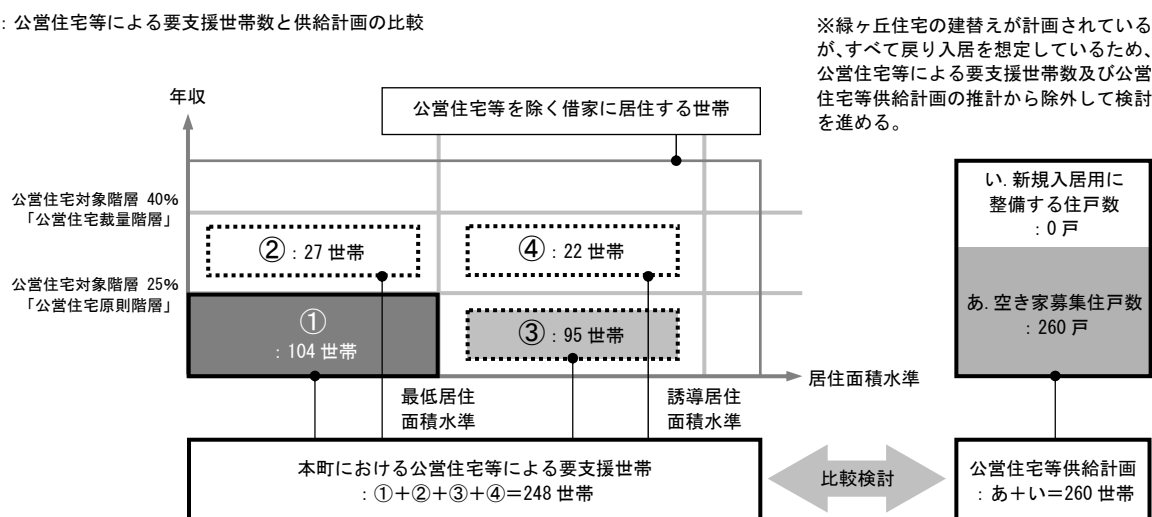 ：公営住宅等による要支援世帯数と供給計画の比較
※緑ヶ丘住宅の建替えが計画されている
が、すべて戻り入居を想定しているため、
公営住宅等による要支援世帯数及び公営
住宅等供給計画の推計から除外して検討
を進める。
年収
公営住宅等を除く借家に居住する世帯
公営住宅対象階層 40%
「公営住宅裁量階層」
②：27 世帯
④：22 世帯
公営住宅対象階層 25%
「公営住宅原則階層」
①
：104 世帯
③：95 世帯
居住面積水準
最低居住
面積水準
誘導居住
面積水準
い．新規入居用に
整備する住戸数
：0 戸
あ．空き家募集住戸数
：260 戸
本町における公営住宅等による要支援世帯
：①＋②＋③＋④＝248 世帯
比較検討
公営住宅等供給計画
：あ＋い＝260 世帯